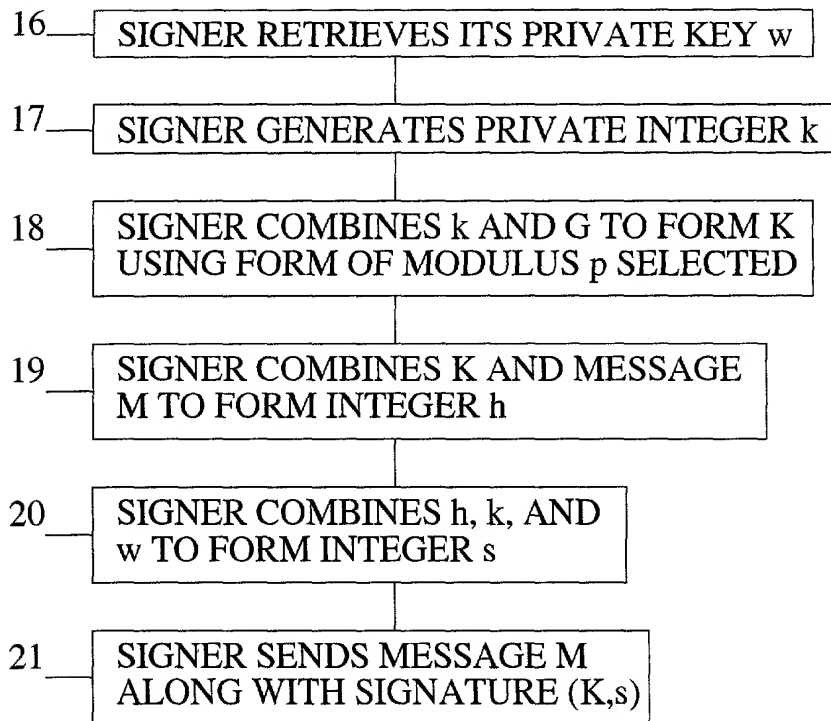 16 SIGNER RETRIEVES ITS PRIVATE KEY w
17 SIGNER GENERATES PRIVATE INTEGER k
18 SIGNER COMBINES k AND G TO FORM K
USING FORM OF MODULUS p SELECTED
19 SIGNER COMBINES K AND MESSAGE
M TO FORM INTEGER h
20 SIGNER COMBINES h, k, AND
w TO FORM INTEGER s
21 SIGNER SENDS MESSAGE M
ALONG WITH SIGNATURE (K,s)